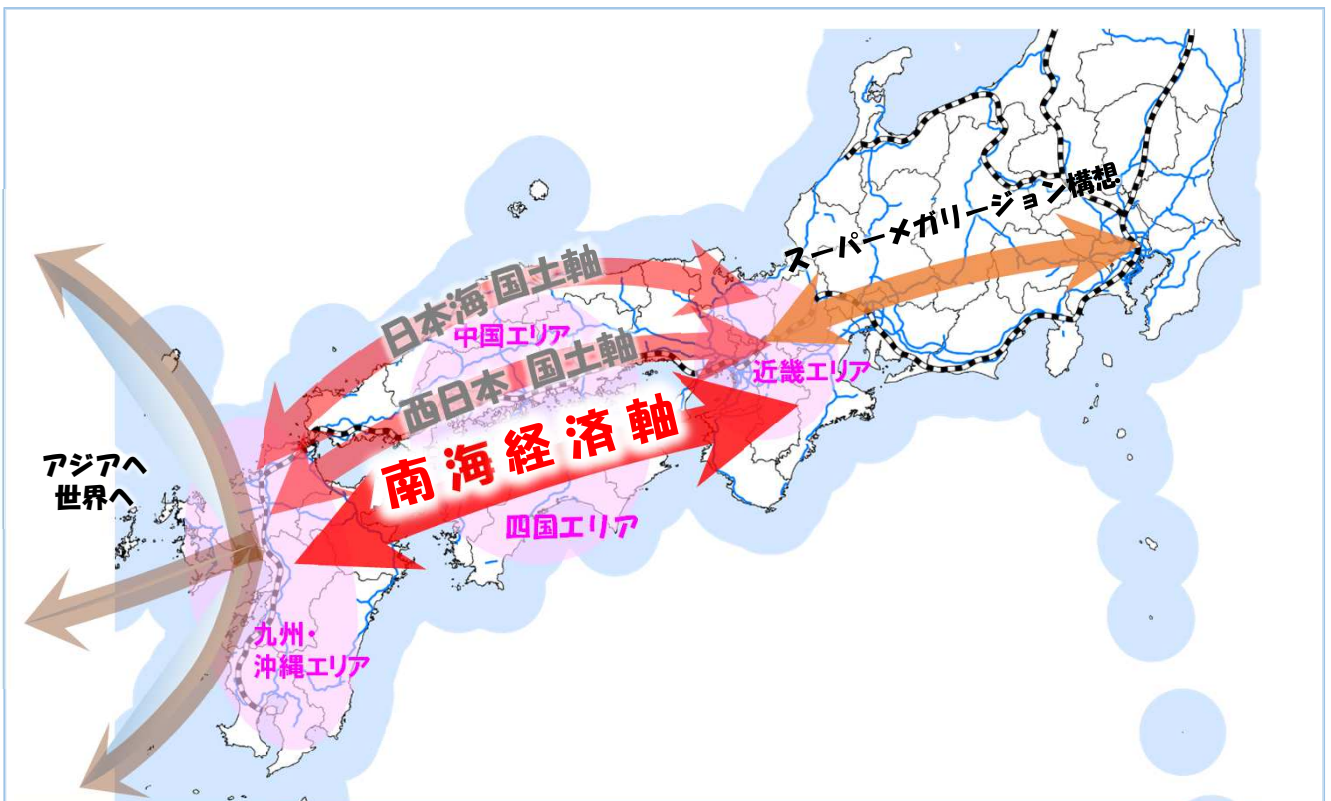 スーパーメガリージョン構想
日本海 国土軸
中国エリア
西日本 国土軸
近畿エリア
南海経済軸
アジアへ
世界へ
四国エリア
九州・
沖縄エリア